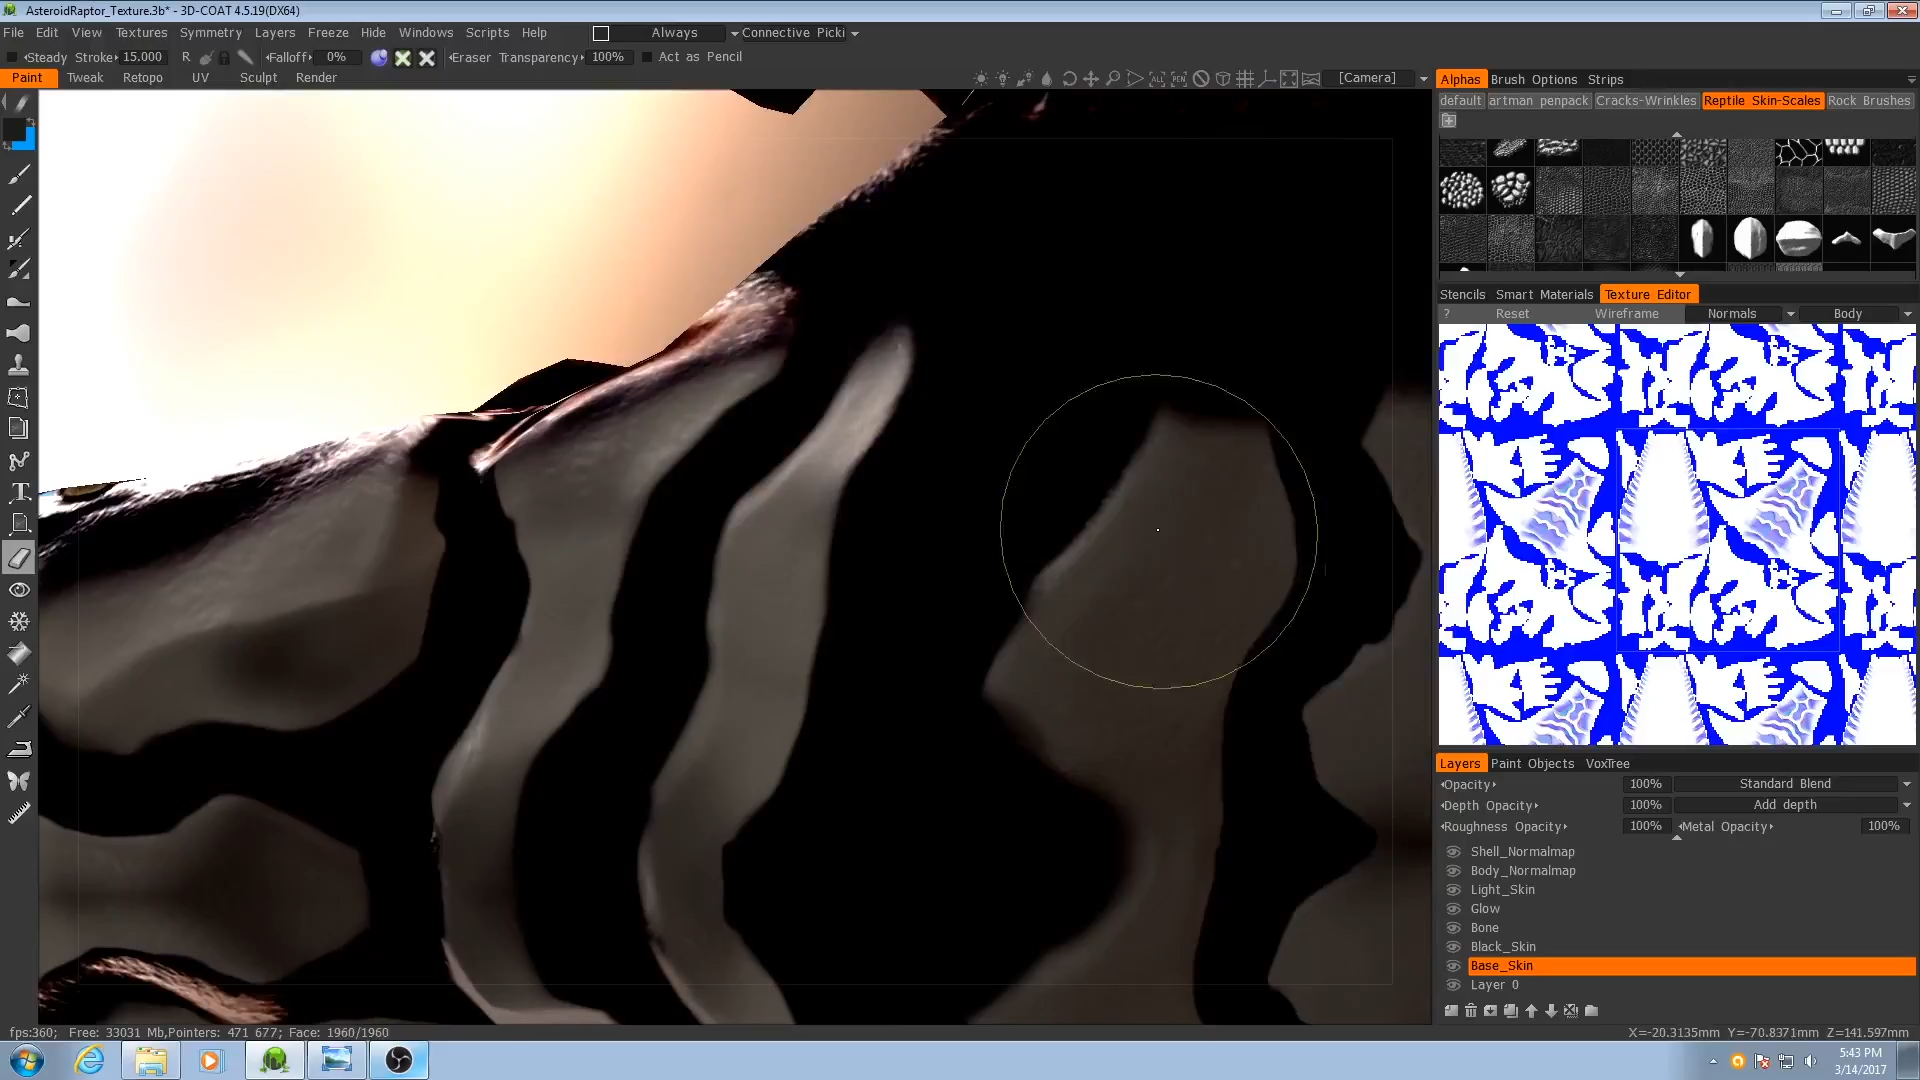 AsteroidRaptor_Texture.3b* - 3D-COAT 4.5.19(DX64)
File Edit View Textures Symmetry Layers Freeze Hide Windows Scripts Help Always Connective Picki
Steady Stroke 15.000 R Falloff 0% Eraser Transparency 100% Act as Pencil
Paint Tweak Retopo UV Sculpt Render [Camera] Alphas Brush Options Strips
default artman penpack Cracks-Wrinkles Reptile Skin-Scales Rock Brushes
Stencils Smart Materials Texture Editor
? Reset Wireframe Normals Body
Layers Paint Objects VoxTree
Opacity 100% Standard Blend
Depth Opacity 100% Add depth
Roughness Opacity 100% Metal Opacity 100%
Shell_Normalmap
Body_Normalmap
Light_Skin
Glow
Bone
Black_Skin
Base_Skin
Layer 0
fps:360; Free: 33031 Mb,Pointers: 471 677; Face: 1960/1960 X=-20.3135mm Y=-70.8371mm Z=141.597mm
5:43 PM
3/14/2017